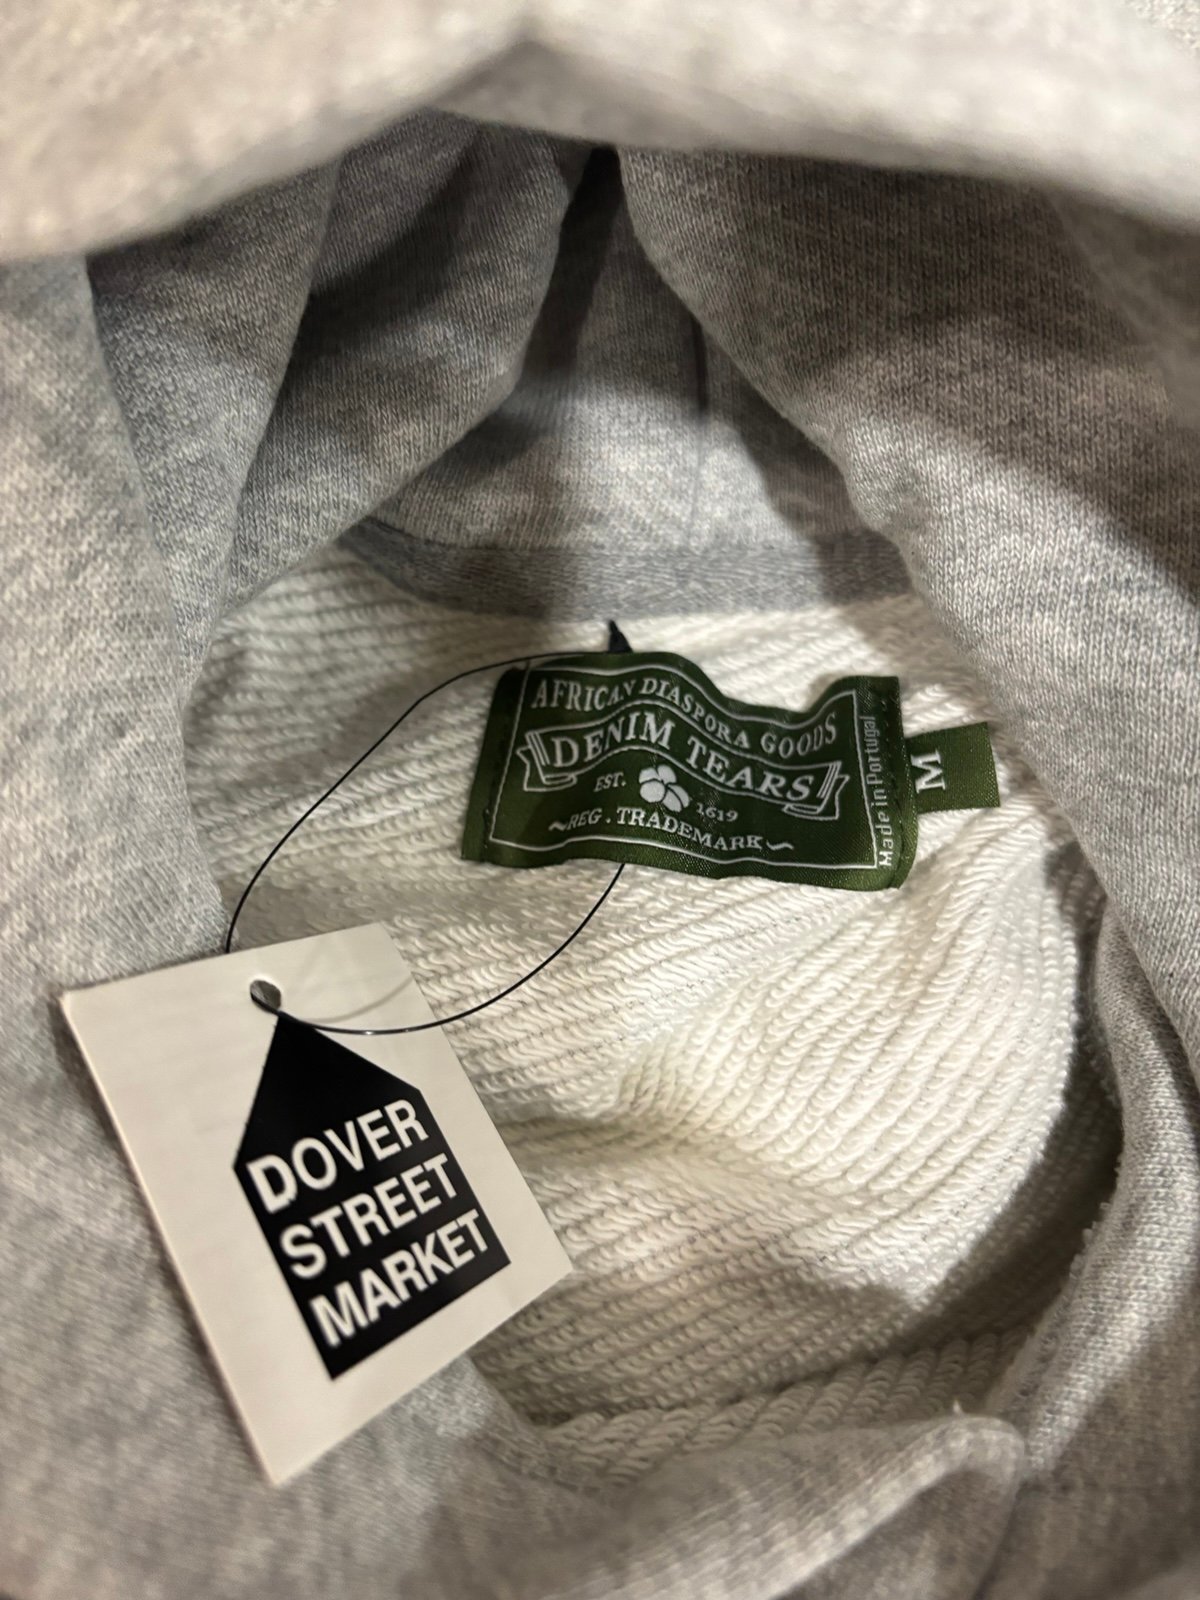 AFRICAN DIASPORA GOODS
DENIM TEARS
EST. 1619
~REG. TRADEMARK~
Made in Portugal
M
DOVER
STREET
MARKET